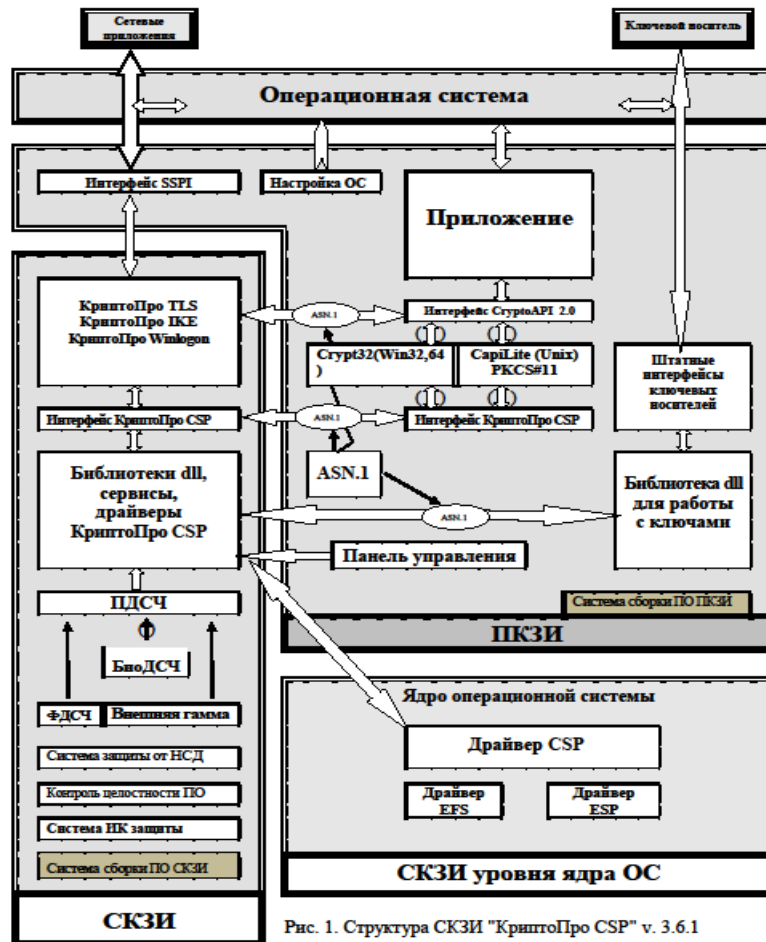 Сетевые
приложения
Ключевой носитель
Операционная система
Интерфейс SSPI
Настройка ОС
Приложение
КриптоПро TLS
КриптоПро IKE
КриптоПро Winlogon
ASN.1
Интерфейс CryptoAPI 2.0
Crypt32(Win32,64
)
CapiLite (Unix)
PKCS#11
Штатные
интерфейсы
ключевых
носителей
Интерфейс КриптоПро CSP
ASN.1
Интерфейс КриптоПро CSP
Библиотеки dll,
сервисы,
драйверы
КриптоПро CSP
ASN.1
ASN.1
Библиотека dll
для работы
с ключами
Панель управления
ПДСЧ
Система сборки ПО ПКЗИ
ПКЗИ
БиоДСЧ
ФДСЧ
Внешняя гамма
Ядро операционной системы
Драйвер CSP
Система защиты от НСД
Контроль целостности ПО
Драйвер
EFS
Драйвер
ESP
Система ИК защиты
Система сборки ПО СКЗИ
СКЗИ уровня ядра ОС
СКЗИ
Рис. 1. Структура СКЗИ "КриптоПро CSP" v. 3.6.1